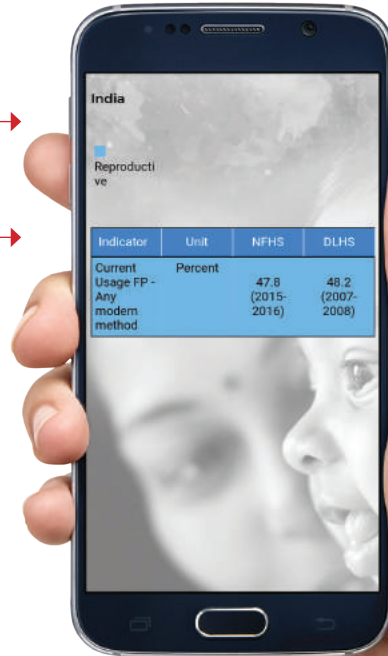 India
Reproducti
ve
Indicator Unit NFHS DLHS
Current Percent
Usage FP - 47.8 48.2
Any (2015- (2007-
modern 2016) 2008)
method